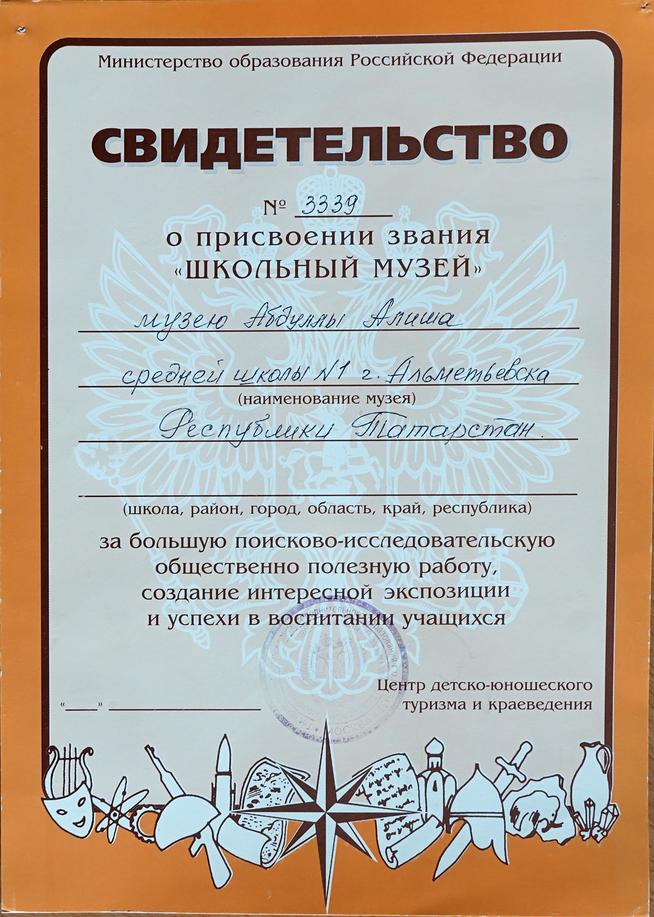 Министерство образования Российской Федерации
СВИДЕТЕЛЬСТВО
№ 3339
о присвоении звания
«ШКОЛЬНЫЙ МУЗЕЙ»
музею Абдуллы Алиша
средней школы №1 г. Альметьевска
(наименование музея)
Республики Татарстан.
(школа, район, город, область, край, республика)
за большую поисково-исследовательскую
общественно полезную работу,
создание интересной экспозиции
и успехи в воспитании учащихся
Центр детско-юношеского
туризма и краеведения
«____» ____________________